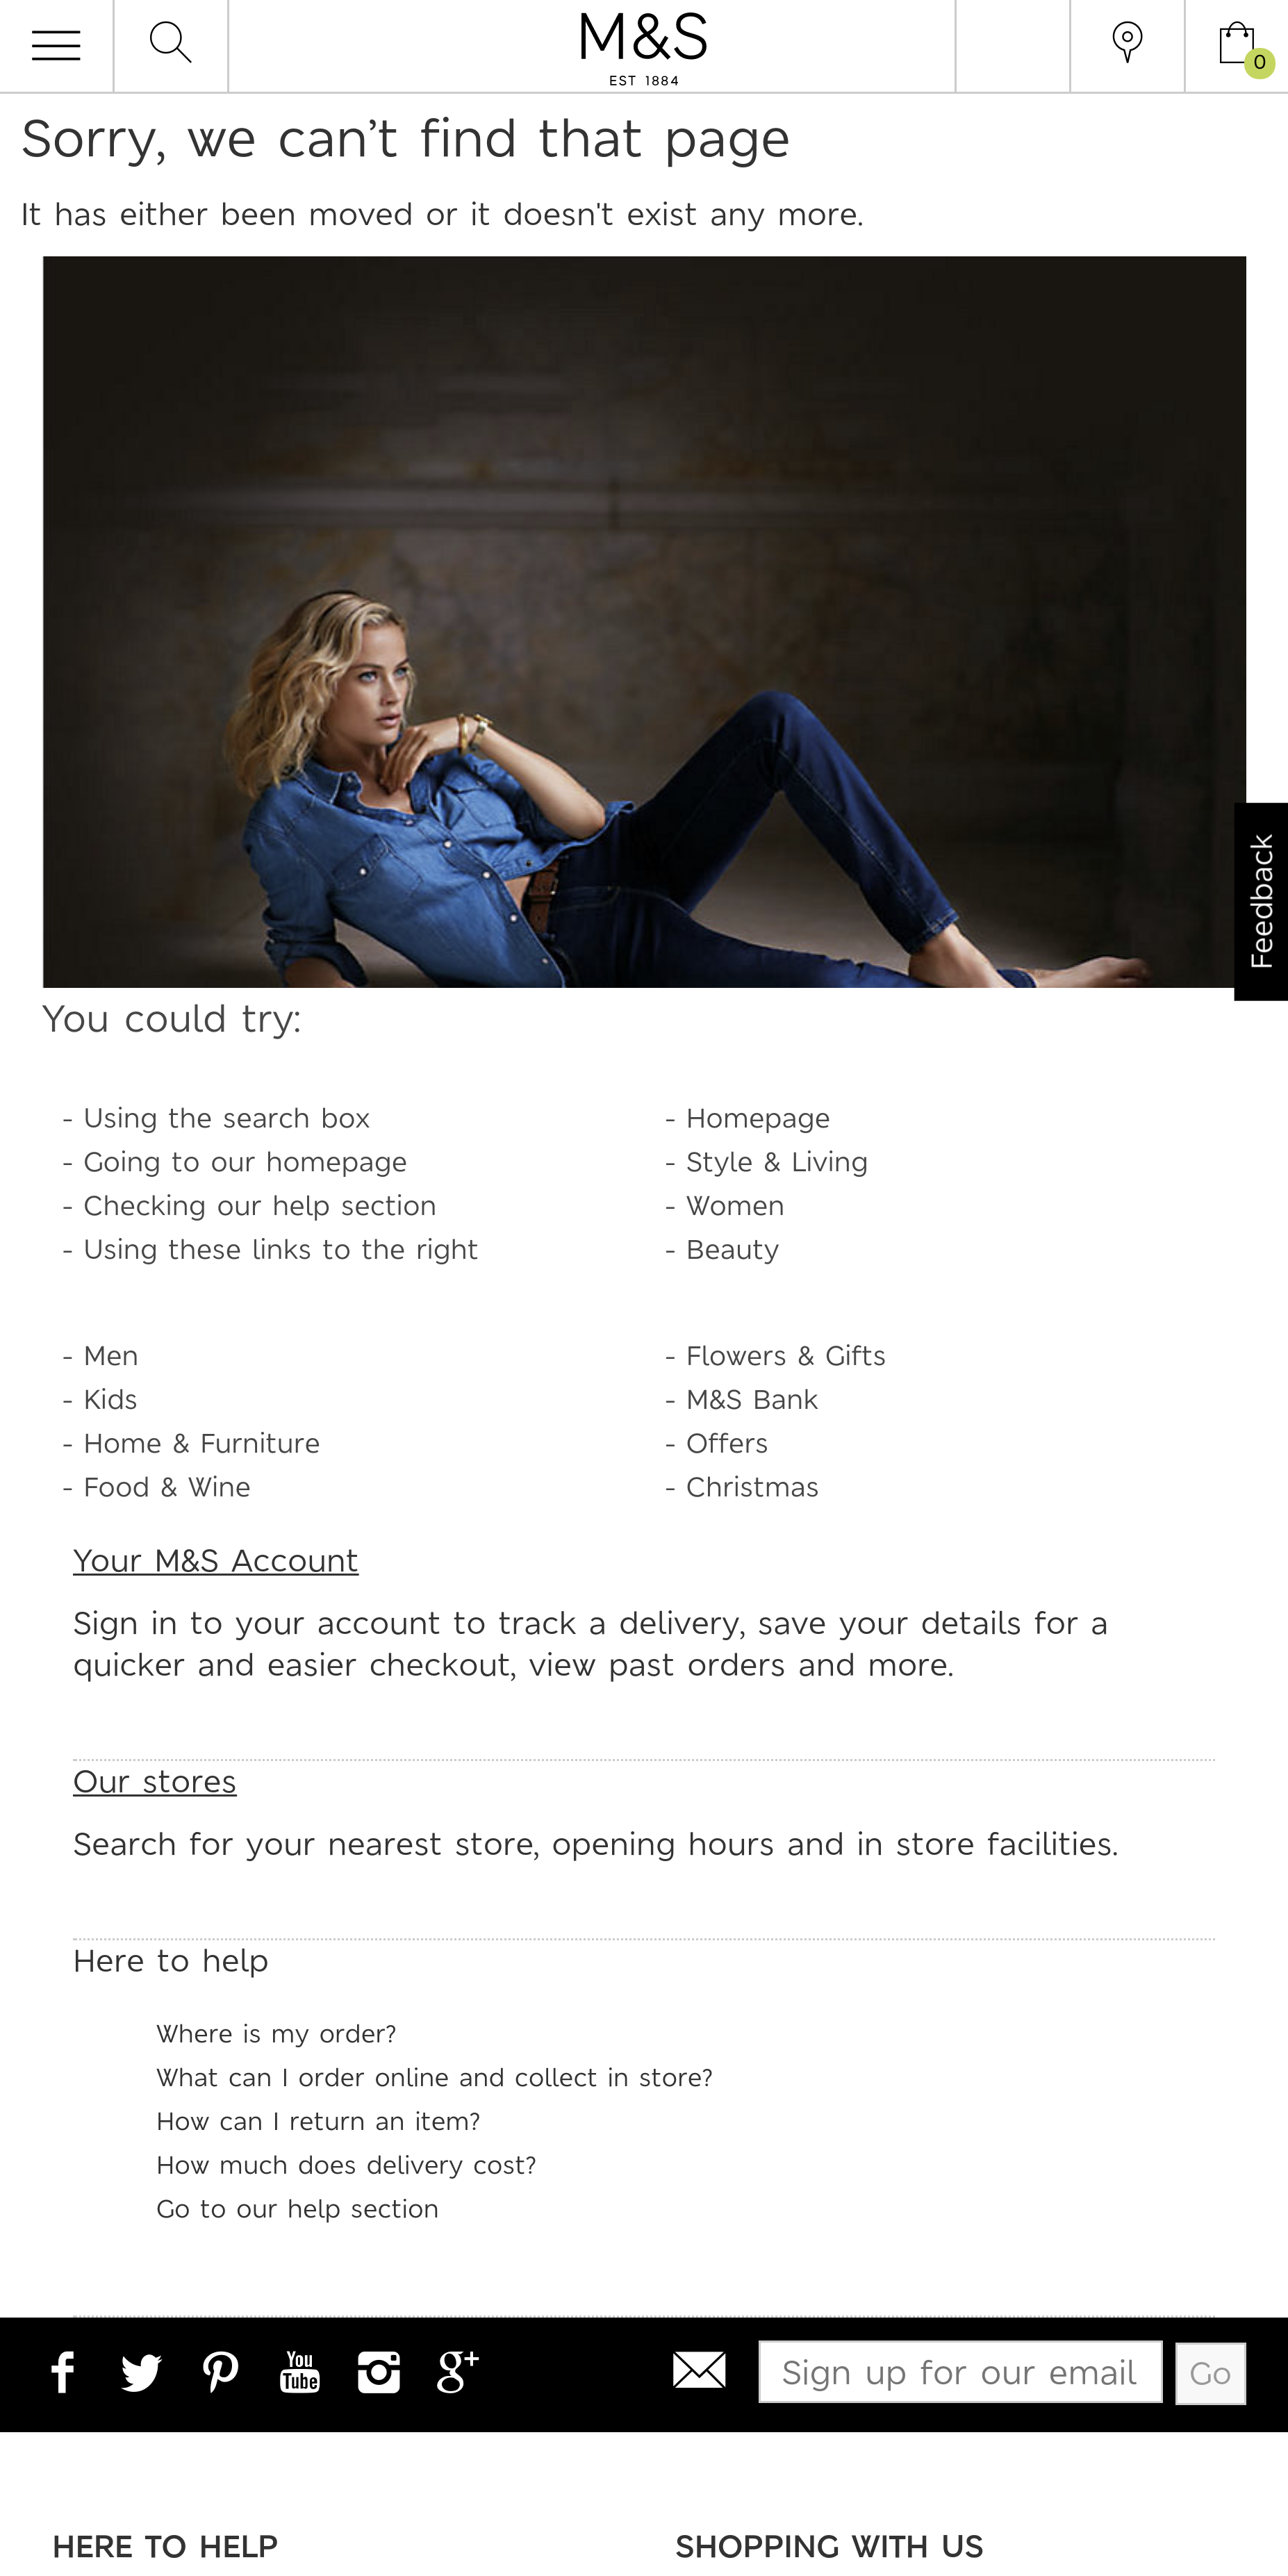 M&S
EST 1884
0
Sorry, we can’t find that page
It has either been moved or it doesn't exist any more.
Feedback
You could try:
- Using the search box
- Going to our homepage
- Checking our help section
- Using these links to the right
- Homepage
- Style & Living
- Women
- Beauty
- Men
- Kids
- Home & Furniture
- Food & Wine
- Flowers & Gifts
- M&S Bank
- Offers
- Christmas
Your M&S Account
Sign in to your account to track a delivery, save your details for a
quicker and easier checkout, view past orders and more.
Our stores
Search for your nearest store, opening hours and in store facilities.
Here to help
Where is my order?
What can I order online and collect in store?
How can I return an item?
How much does delivery cost?
Go to our help section
You
Tube
g+
Sign up for our email
Go
HERE TO HELP
SHOPPING WITH US